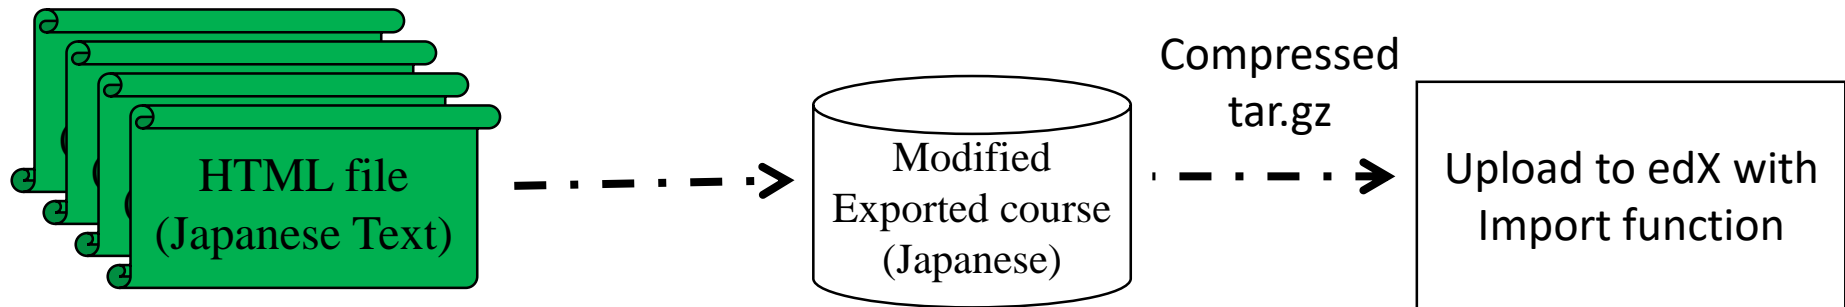 HTML file
(Japanese Text)
Modified
Exported course
(Japanese)
Compressed
tar.gz
Upload to edX with
Import function